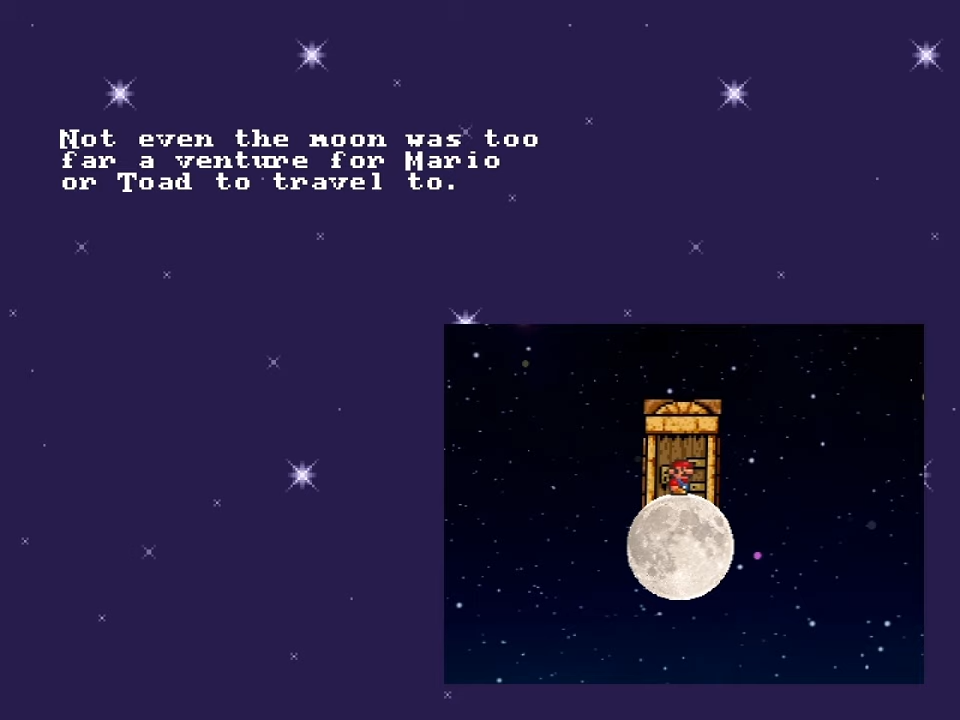 Not even the moon was too
far a venture for Mario
or Toad to travel to.